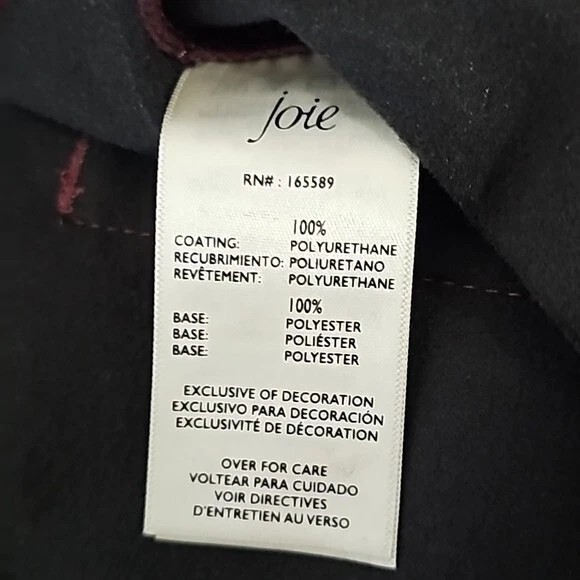 joie
RN# : 165589
100%
COATING: POLYURETHANE
RECUBRIMIENTO: POLIURETANO
REVÊTEMENT: POLYURETHANE
100%
BASE: POLYESTER
BASE: POLIÉSTER
BASE: POLYESTER
EXCLUSIVE OF DECORATION
EXCLUSIVO PARA DECORACIÓN
EXCLUSIVITÉ DE DÉCORATION
OVER FOR CARE
VOLTEAR PARA CUIDADO
VOIR DIRECTIVES
D'ENTRETIEN AU VERSO